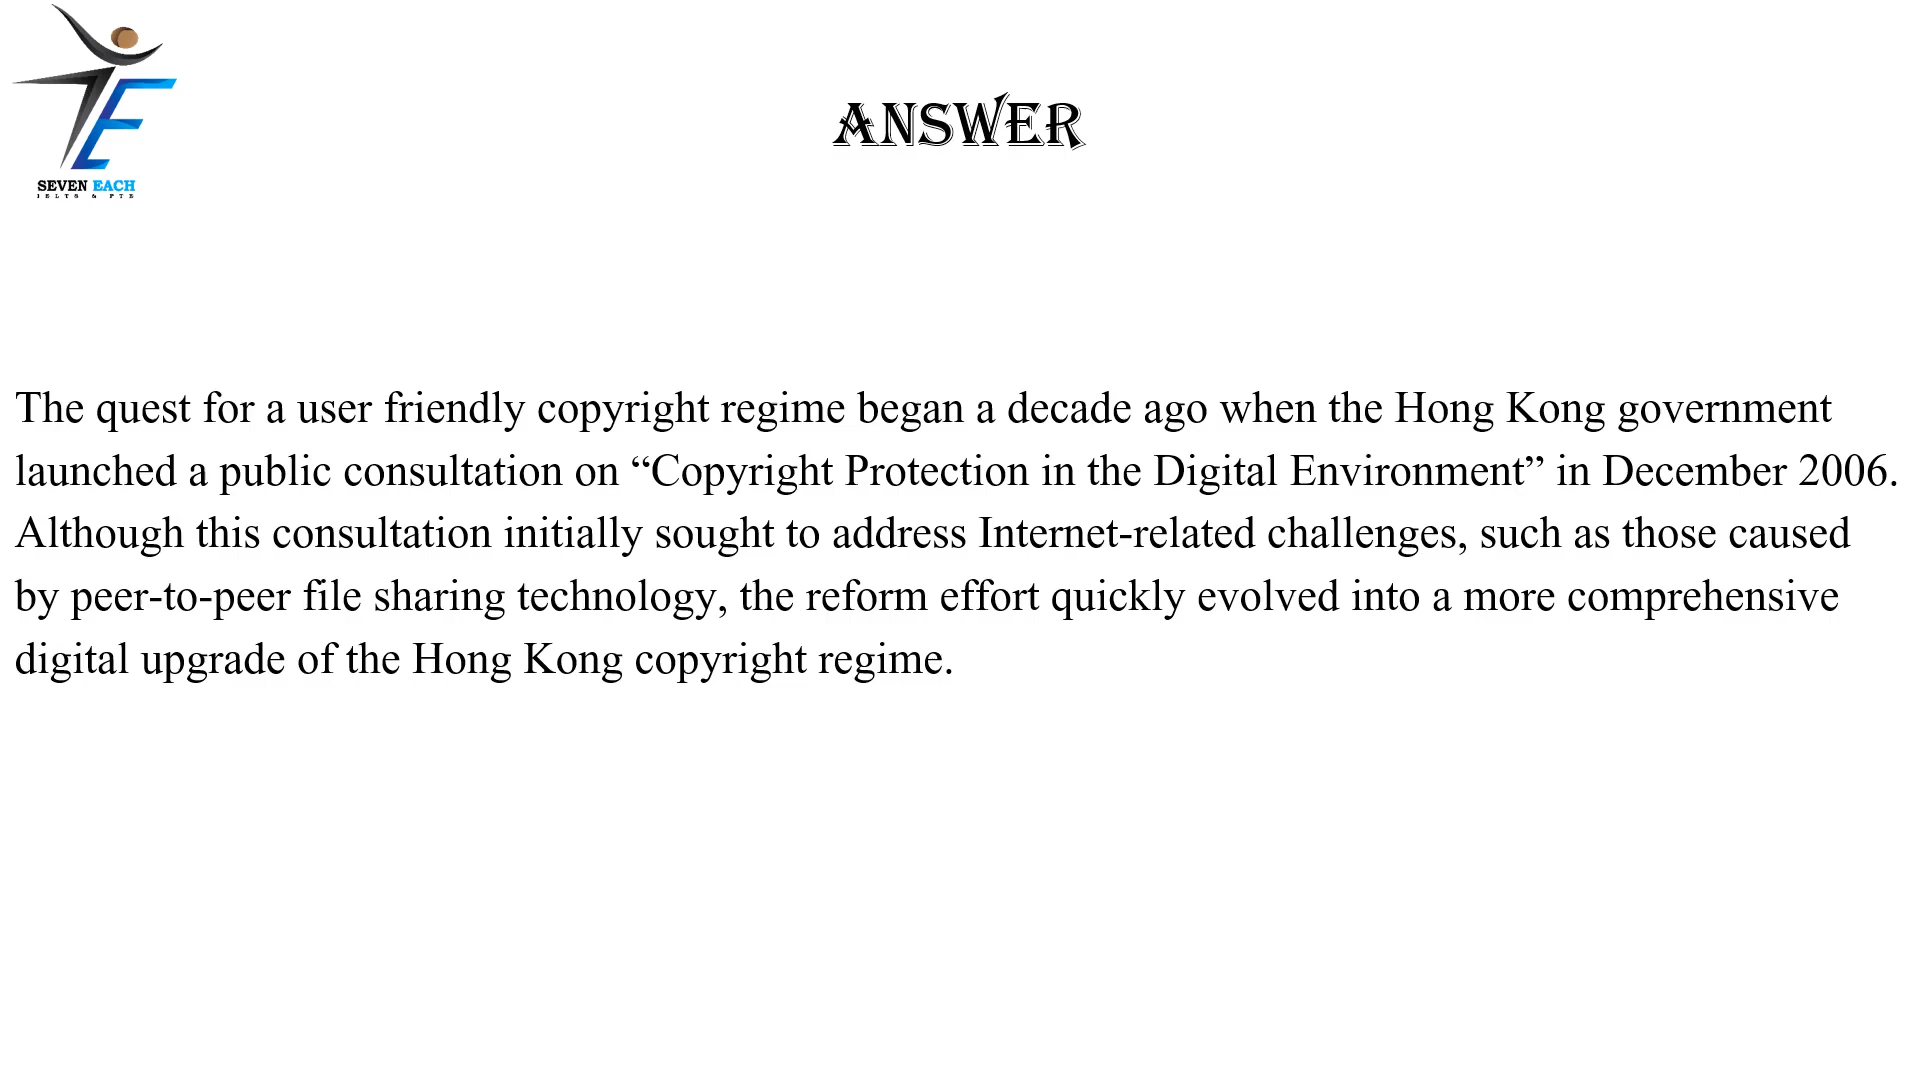 SEVEN EACH
IELTS & PTE
ANSWER
The quest for a user friendly copyright regime began a decade ago when the Hong Kong government
launched a public consultation on “Copyright Protection in the Digital Environment” in December 2006.
Although this consultation initially sought to address Internet-related challenges, such as those caused
by peer-to-peer file sharing technology, the reform effort quickly evolved into a more comprehensive
digital upgrade of the Hong Kong copyright regime.